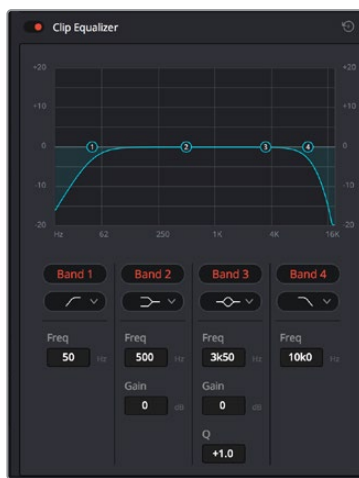 Clip Equalizer
+20 +20
+10 +10
0 1 2 3 4 0
-10 -10
-20 -20
Hz 62 250 1K 4K 16K
Band 1 Band 2 Band 3 Band 4
Freq Freq Freq Freq
50 Hz 500 Hz 3k50 Hz 10k0 Hz
Gain Gain
0 dB 0 dB
Q
+1.0